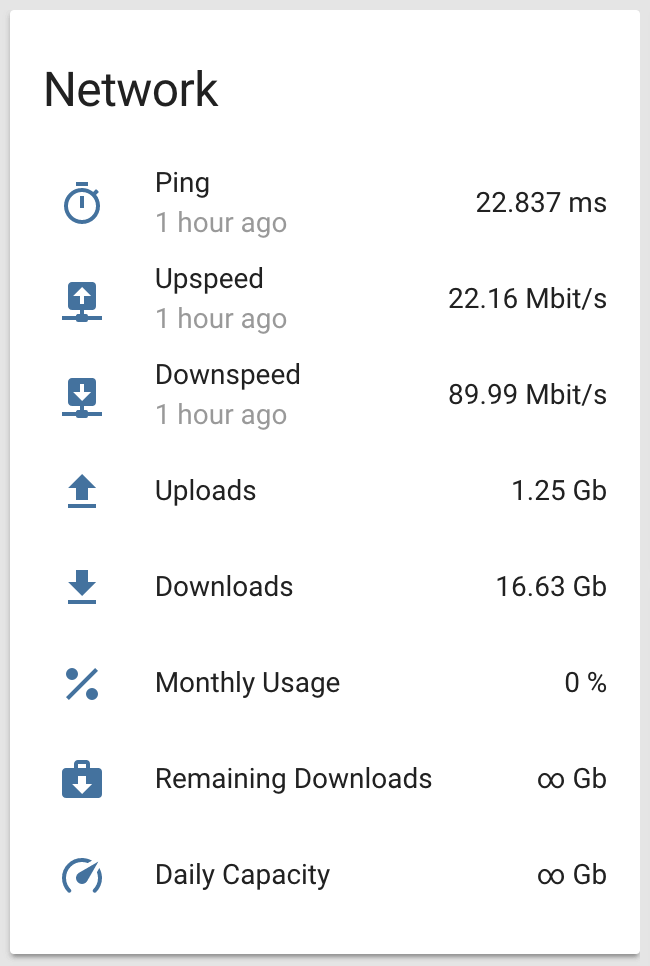 Network
Ping
1 hour ago
22.837 ms
Upspeed
1 hour ago
22.16 Mbit/s
Downspeed
1 hour ago
89.99 Mbit/s
Uploads
1.25 Gb
Downloads
16.63 Gb
Monthly Usage
0 %
Remaining Downloads
∞ Gb
Daily Capacity
∞ Gb